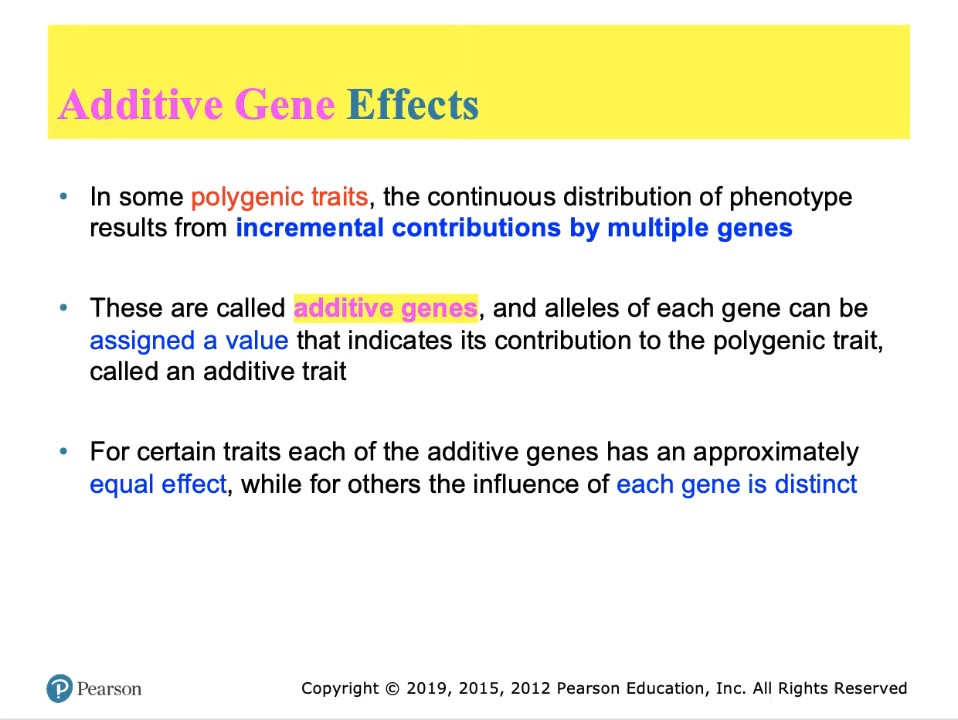 Additive Gene Effects
• In some polygenic traits, the continuous distribution of phenotype
results from incremental contributions by multiple genes
• These are called additive genes, and alleles of each gene can be
assigned a value that indicates its contribution to the polygenic trait,
called an additive trait
• For certain traits each of the additive genes has an approximately
equal effect, while for others the influence of each gene is distinct
Pearson
Copyright © 2019, 2015, 2012 Pearson Education, Inc. All Rights Reserved